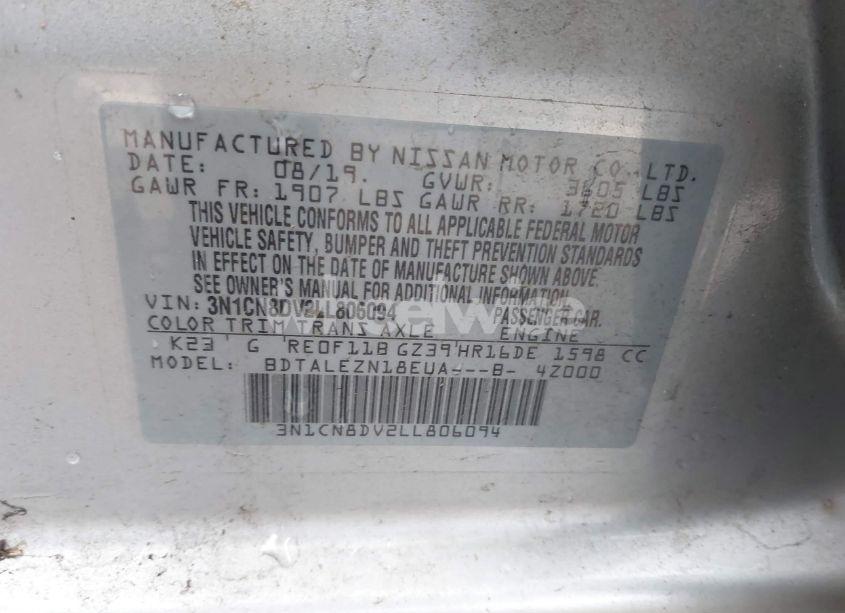 MANUFACTURED BY NISSAN MOTOR CO., LTD.
DATE: 08/19. GVWR: 3605 LBS
GAWR FR: 1907 LBS GAWR RR: 1720 LBS
THIS VEHICLE CONFORMS TO ALL APPLICABLE FEDERAL MOTOR
VEHICLE SAFETY, BUMPER AND THEFT PREVENTION STANDARDS
IN EFFECT ON THE DATE OF MANUFACTURE SHOWN ABOVE.
SEE OWNER'S MANUAL FOR ADDITIONAL INFORMATION
VIN: 3N1CN8DV2LL806094 PASSENGER CAR.
COLOR TRIM TRANS AXLE ENGINE
K23 G RE0F11B GZ39 HR16DE 1598 CC
MODEL: BDTALEZN18EUA---B- 4Z000
3N1CN8DV2LL806094